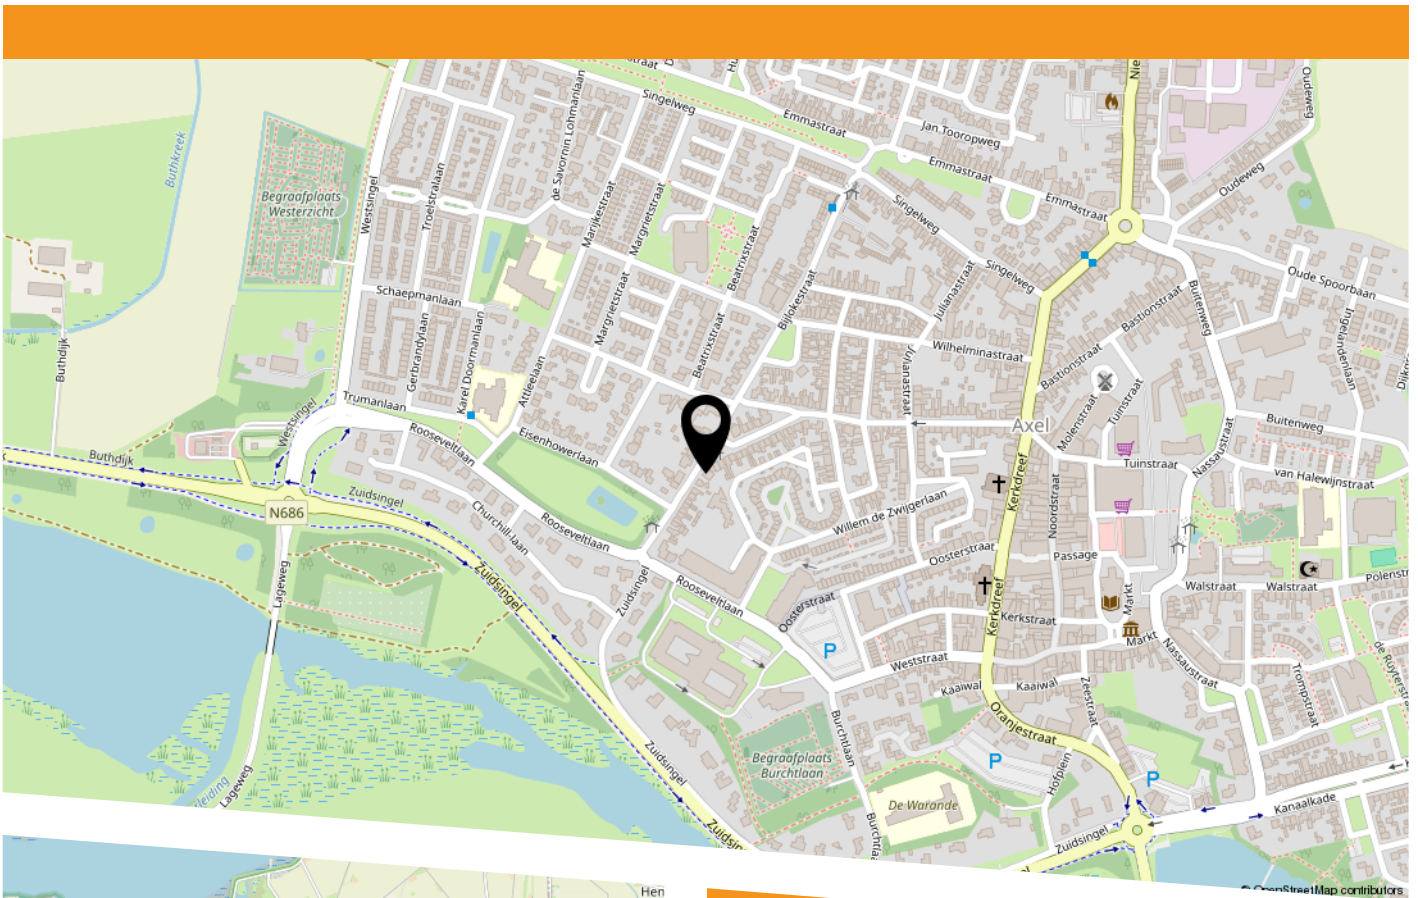 Singelweg
Emmastraat
Jan Tooropweg
Emmastraat
Emmastraat
Oudeweg
Oudeweg
Buthkreek
Begraafplaats
Westerzicht
Westsingel
Troelstralaan
de Savornin Lohmanlaan
Marijkestraat
Margrietstraat
Beatrixstraat
Singelweg
Singelweg
Julianastraat
Bijlokestraat
Buitenweg
Oude Spoorbaan
Ingelandenlaan
Schaepmanlaan
Gerbrandylaan
Karel Doormanlaan
Margrietstraat
Beatrixstraat
Attleelaan
Wilhelminastraat
Julianastraat
Bastionstraat
Bastionstraat
Molenstraat
Tuinstraat
Buthdijk
Trumanlaan
Westsingel
Rooseveltlaan
Eisenhowerlaan
Axel
Buitenweg
Nassaustraat
Tuinstraat
van Halewijnstraat
Buthdijk
Zuidsingel
N686
Churchill-laan
Rooseveltlaan
Willem de Zwijgerlaan
Kerkdreef
Noordstraat
Oosterstraat
Passage
Walstraat
Walstraat
Lageweg
Zuidsingel
Zuidsingel
Rooseveltlaan
Oosterstraat
Kerkdreef
Kerkstraat
Markt
Markt
Nassaustraat
P
Weststraat
Kaaiwal
Kaaiwal
Zeestraat
Trompstraat
Oranjestraat
Burchtlaan
Begraafplaats
Burchtlaan
P
Hofplein
P
Lageweg
Zuidsingel
De Warande
Kanaalkade
Zuidsingel
© OpenStreetMap contributors